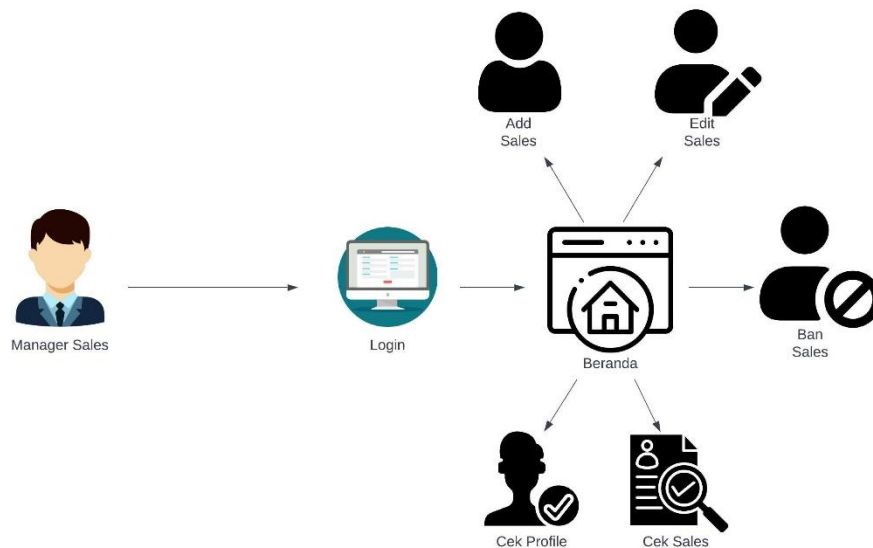 Add
Sales
Edit
Sales
Manager Sales
Login
Beranda
Ban
Sales
Cek Profile
Cek Sales